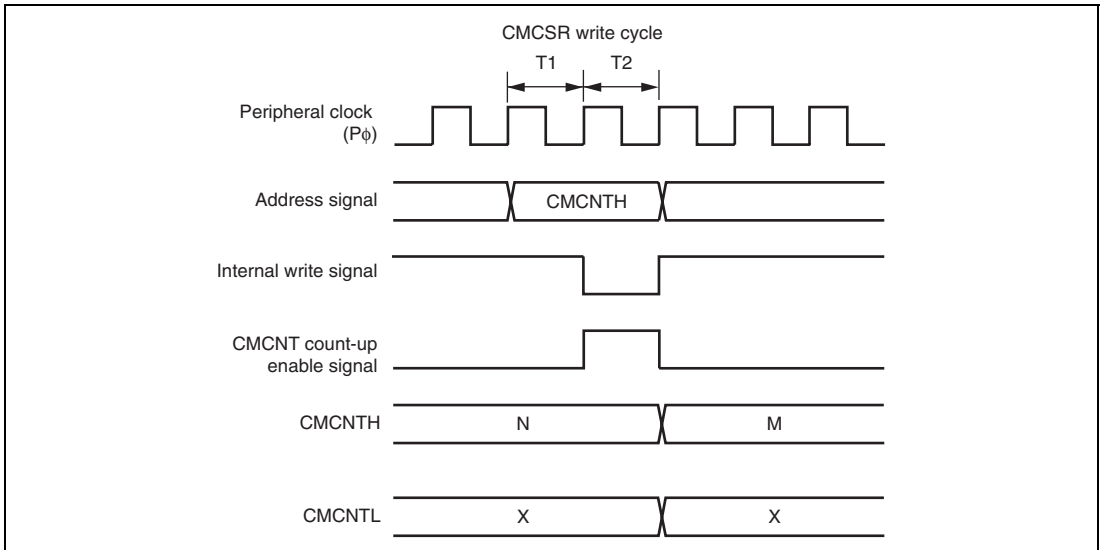 CMCSR write cycle
T1 T2
Peripheral clock
(Pϕ)
Address signal CMCNTH
Internal write signal
CMCNT count-up
enable signal
CMCNTH N M
CMCNTL X X